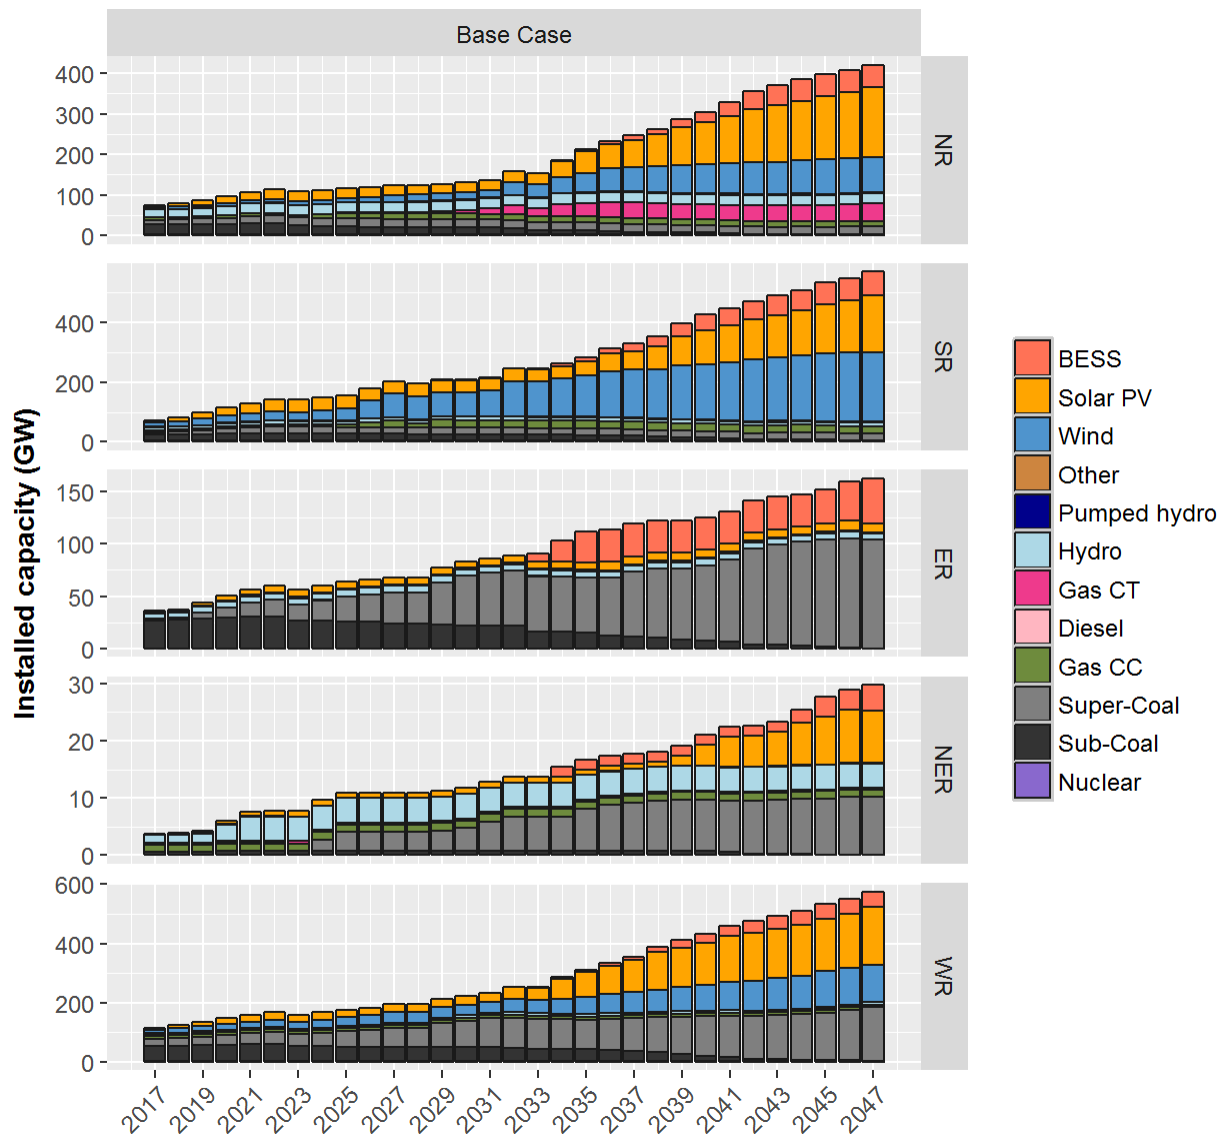 Base Case
Installed capacity (GW)
400
300
200
100
0
NR
400
200
0
SR
150
100
50
0
ER
30
20
10
0
NER
600
400
200
0
WR
2017 2019 2021 2023 2025 2027 2029 2031 2033 2035 2037 2039 2041 2043 2045 2047
BESS
Solar PV
Wind
Other
Pumped hydro
Hydro
Gas CT
Diesel
Gas CC
Super-Coal
Sub-Coal
Nuclear